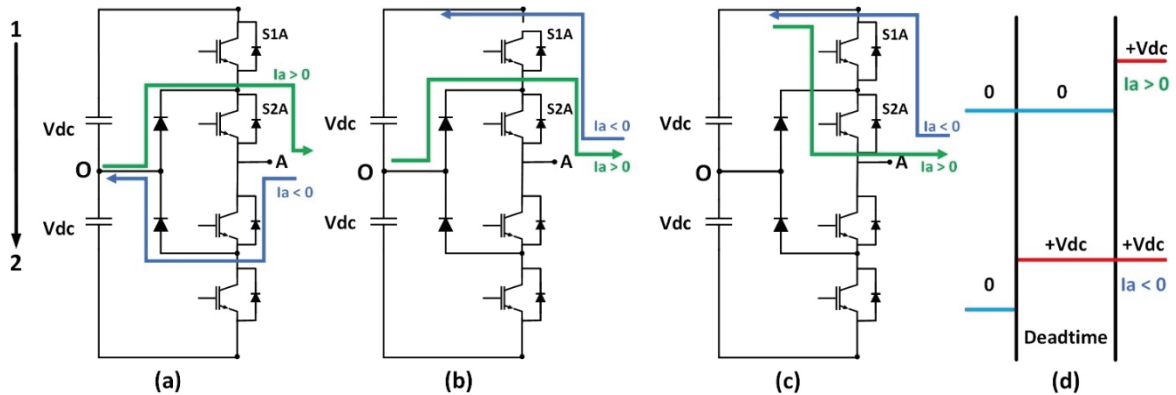 1
2
S1A
Ia > 0
S2A
Vdc
O
A
Vdc
Ia < 0
(a)
S1A
S2A
Vdc
Ia < 0
O
A
Ia > 0
Vdc
(b)
S1A
S2A
Vdc
Ia < 0
O
A
Ia > 0
Vdc
(c)
+Vdc
0 0
Ia > 0
+Vdc +Vdc
0
Ia < 0
Deadtime
(d)